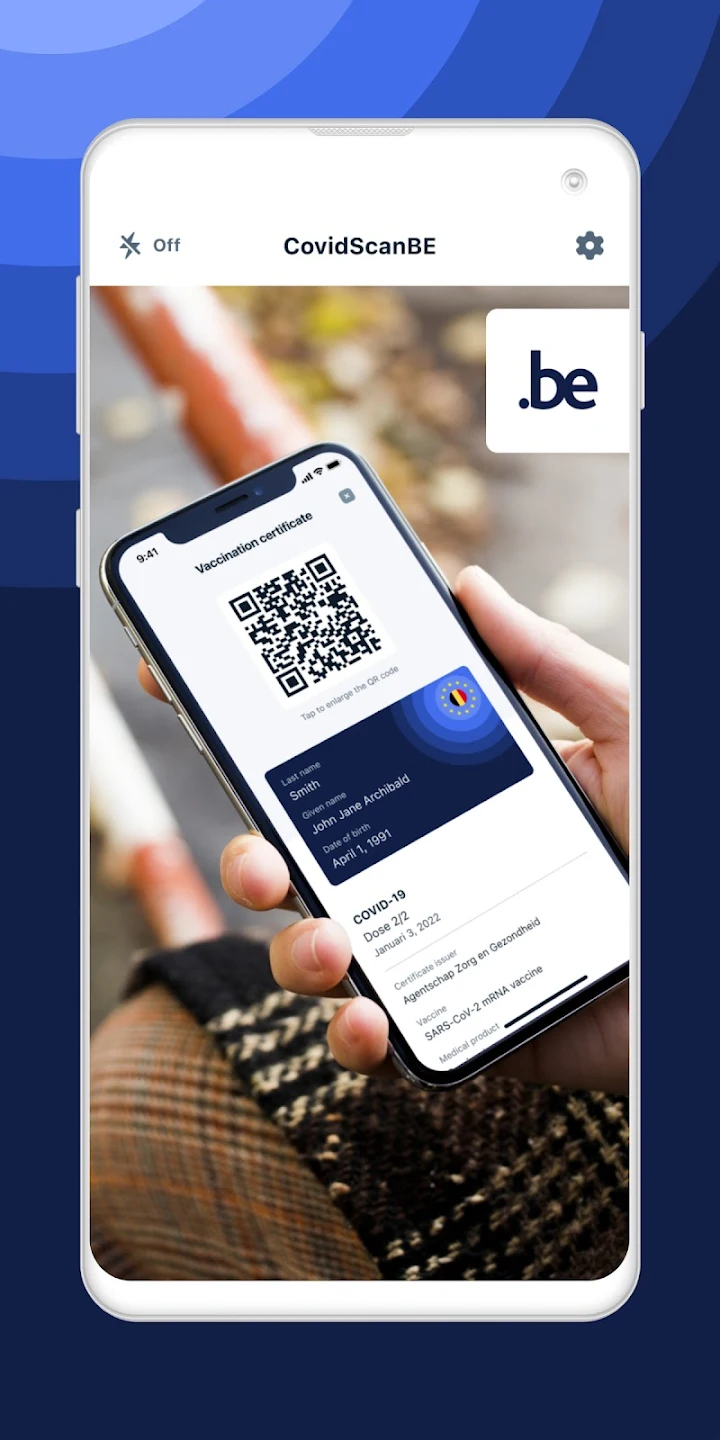 Off
CovidScanBE
.be
9:41
Vaccination certificate
Tap to enlarge the QR code
Last name
Smith
Given name
John Jane Archibald
Date of birth
April 1, 1991
COVID-19
Dose 2/2
Januari 3, 2022
Certificate issuer
Agentschap Zorg en Gezondheid
Vaccine
SARS-CoV-2 mRNA vaccine
Medical product